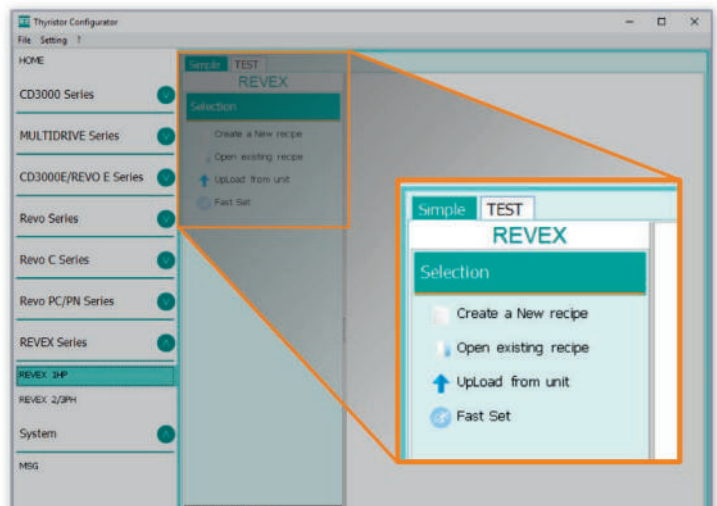 Thyristor Configurator
File Setting ?
HOME
CD3000 Series
MULTIDRIVE Series
CD3000E/REVO E Series
Revo Series
Revo C Series
Revo PC/PN Series
REVEX Series
REVEX 1HP
REVEX 2/3PH
System
MSG
Simple TEST
REVEX
Selection
Create a New recipe
Open existing recipe
UpLoad from unit
Fast Set
Simple TEST
REVEX
Selection
Create a New recipe
Open existing recipe
UpLoad from unit
Fast Set